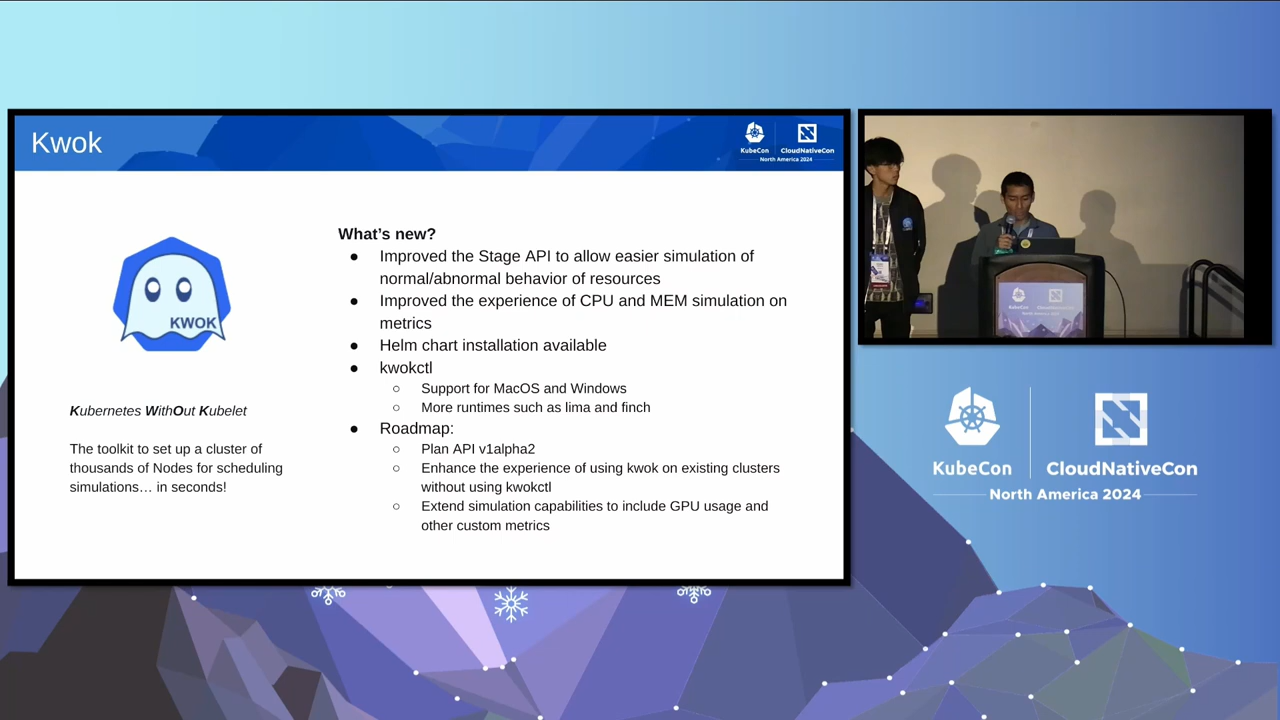 Kwok
KubeCon
CloudNativeCon
North America 2024
KWOK
Kubernetes WithOut Kubelet
The toolkit to set up a cluster of
thousands of Nodes for scheduling
simulations… in seconds!
What's new?
● Improved the Stage API to allow easier simulation of
normal/abnormal behavior of resources
● Improved the experience of CPU and MEM simulation on
metrics
● Helm chart installation available
● kwokctl
○ Support for MacOS and Windows
○ More runtimes such as lima and finch
● Roadmap:
○ Plan API v1alpha2
○ Enhance the experience of using kwok on existing clusters
without using kwokctl
○ Extend simulation capabilities to include GPU usage and
other custom metrics
KubeCon
CloudNativeCon
North America 2024